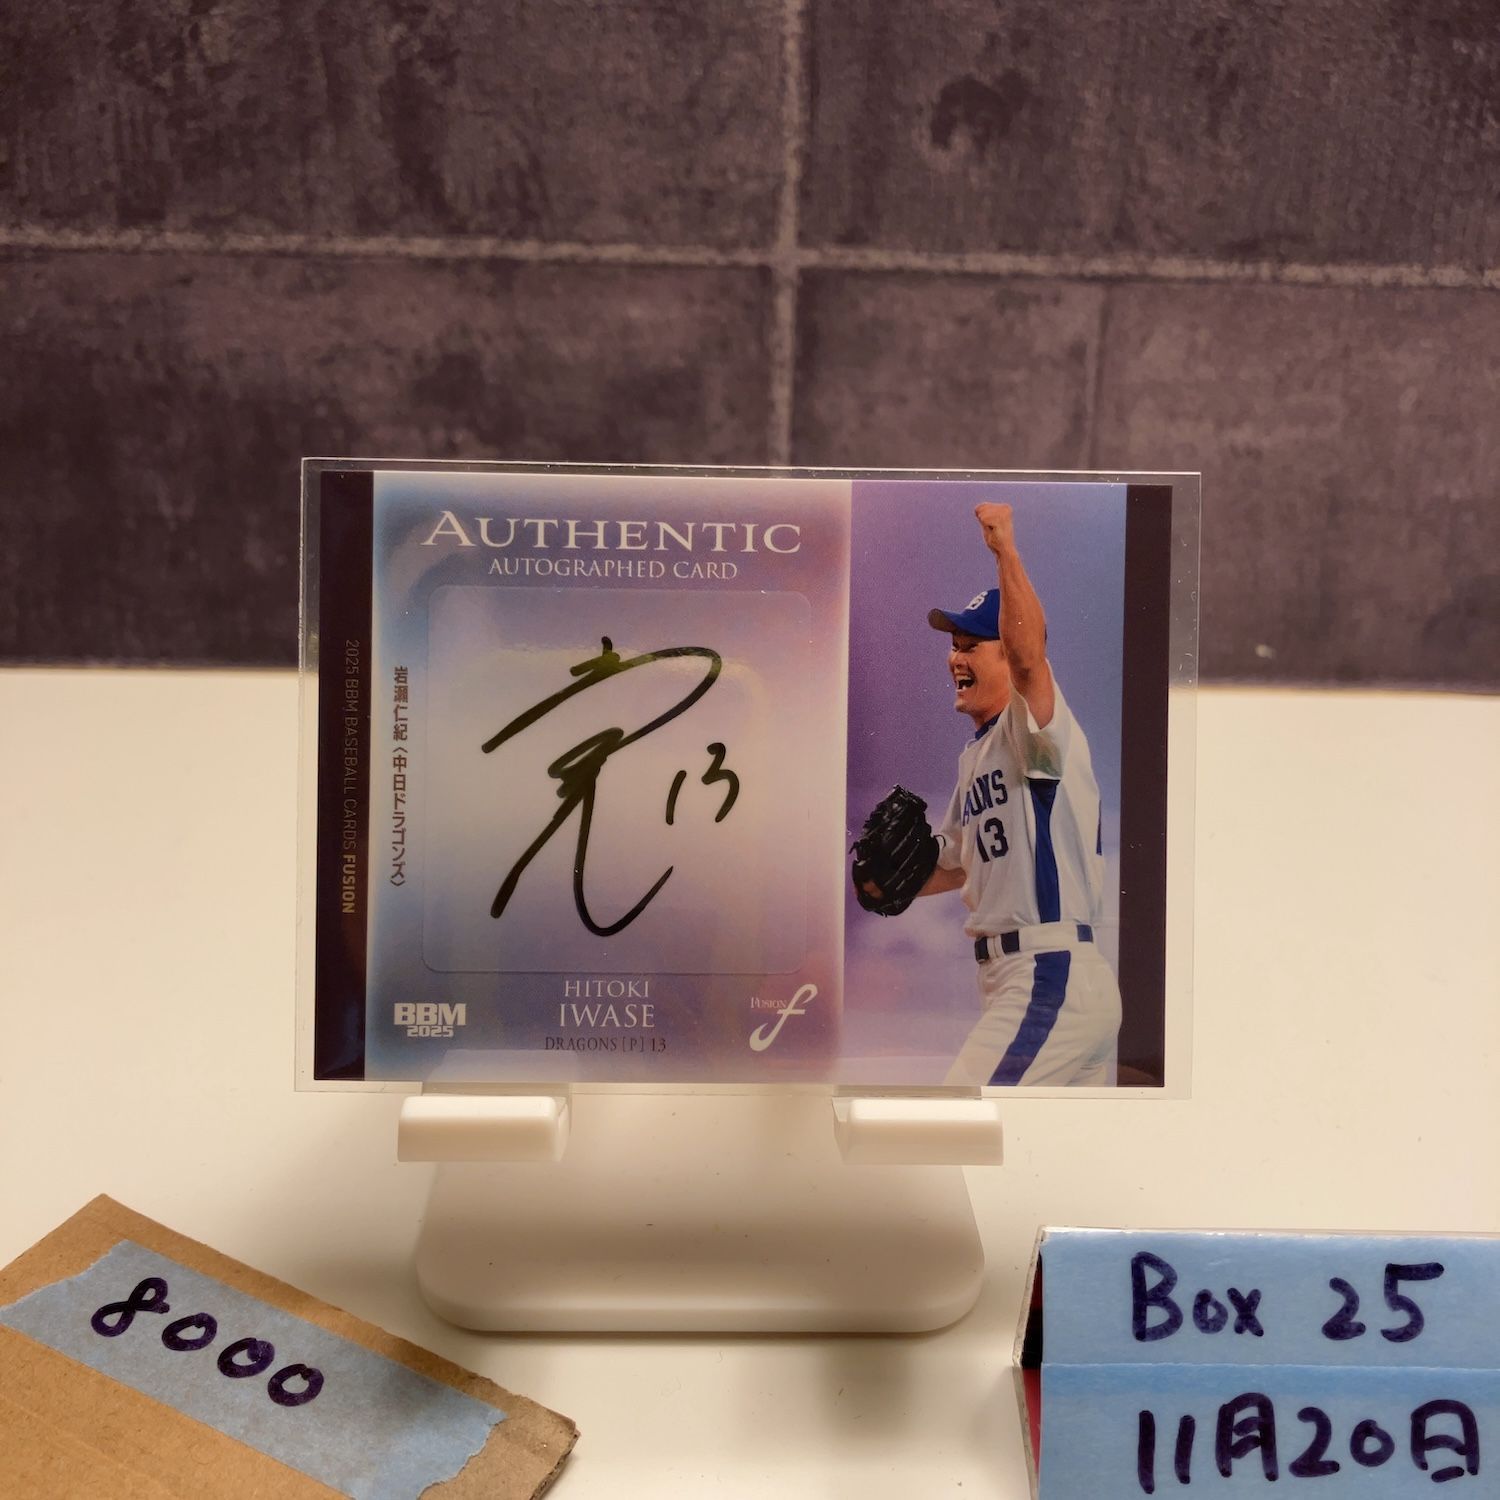 AUTHENTIC
AUTOGRAPHED CARD
2025 BBM BASEBALL CARDS FUSION
岩瀬仁紀〈中日ドラゴンズ〉
13
GONS
13
HITOKI
IWASE
DRAGONS [P] 13
BBM
2025
FUSION
f
8000
Box 25
11月20日